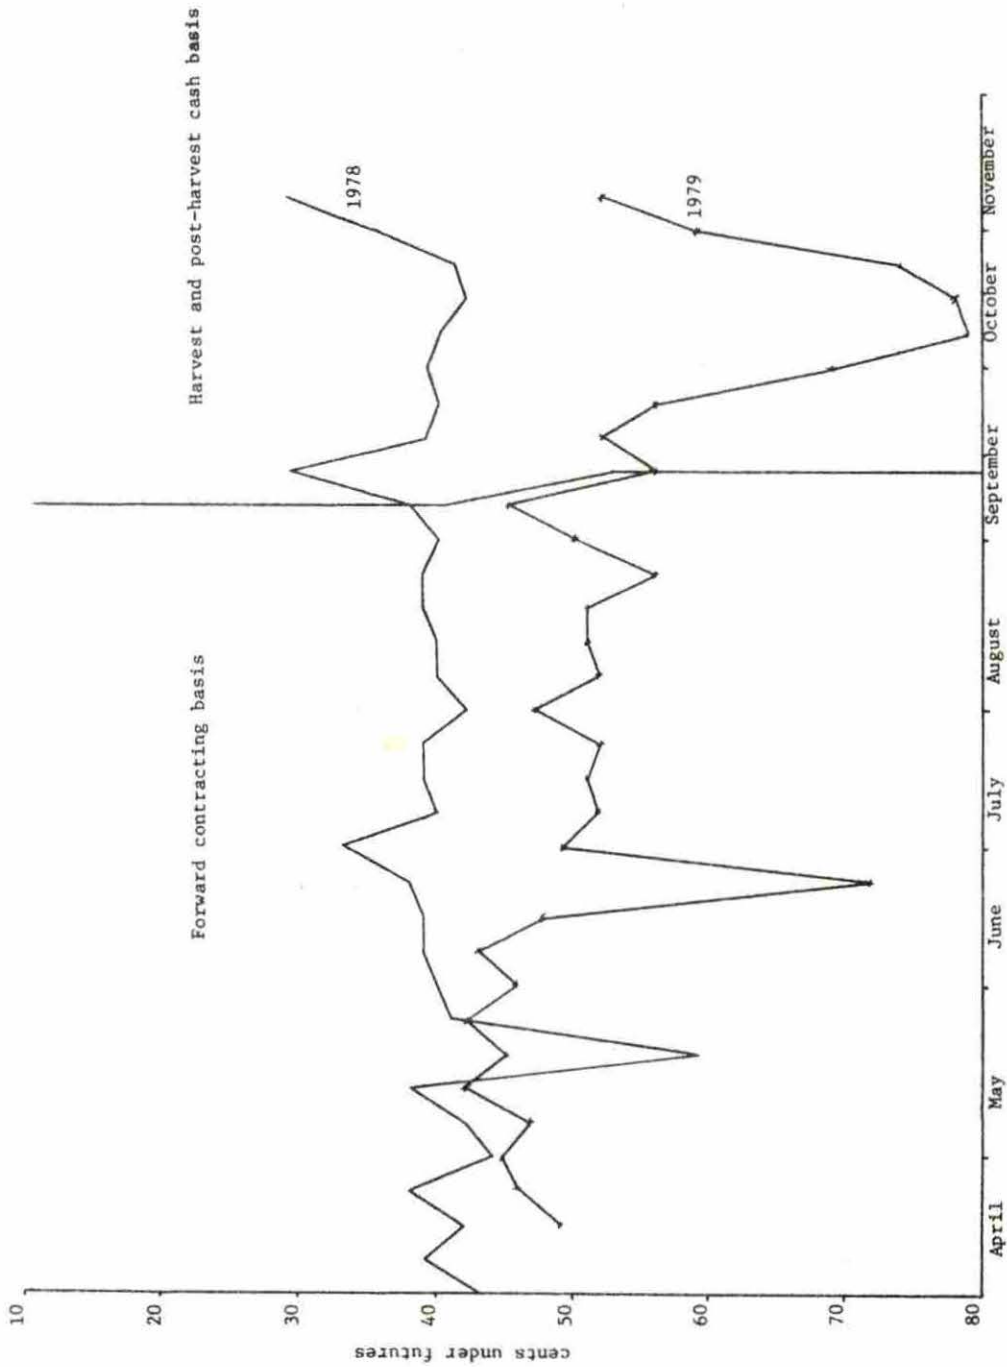 Harvest and post-harvest cash basis
Forward contracting basis
1978
1979
cents under futures
10
20
30
40
50
60
70
80
April
May
June
July
August
September
October
November